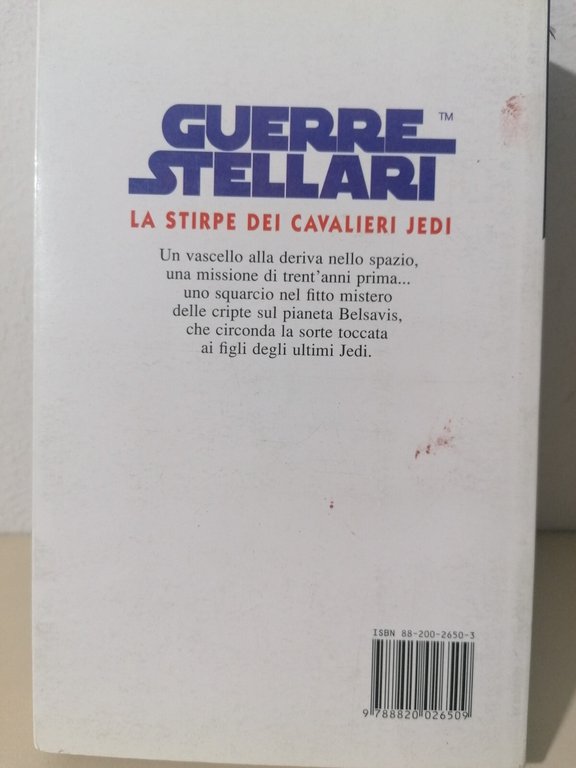 GUERRE™
STELLARI
LA STIRPE DEI CAVALIERI JEDI
Un vascello alla deriva nello spazio,
una missione di trent'anni prima...
uno squarcio nel fitto mistero
delle cripte sul pianeta Belsavis,
che circonda la sorte toccata
ai figli degli ultimi Jedi.
ISBN 88-200-2650-3
9 788820 026509